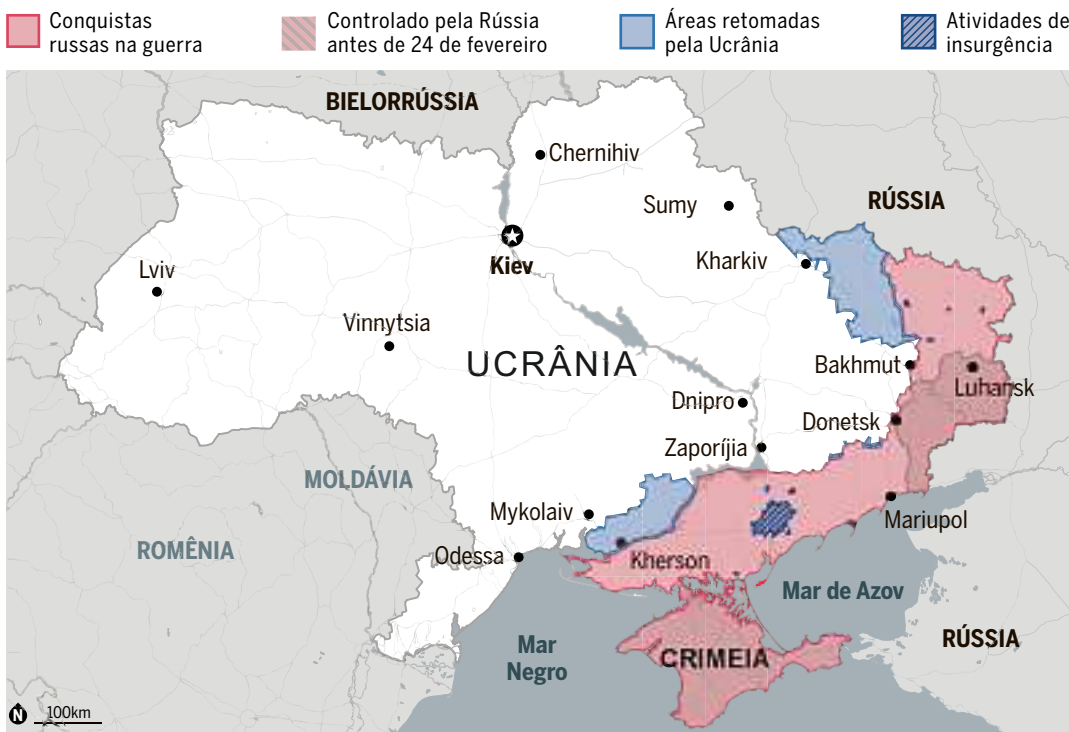 Conquistas
russas na guerra
Controlado pela Rússia
antes de 24 de fevereiro
Áreas retomadas
pela Ucrânia
Atividades de
insurgência
BIELORRÚSSIA
Chernihiv
Sumy
RÚSSIA
Kiev
Kharkiv
Lviv
Vinnytsia
UCRÂNIA
Bakhmut
Luhansk
Dnipro
Donetsk
Zaporíjia
MOLDÁVIA
Mykolaiv
Mariupol
ROMÊNIA
Odessa
Kherson
Mar de Azov
Mar
Negro
RÚSSIA
CRIMEIA
N
100km